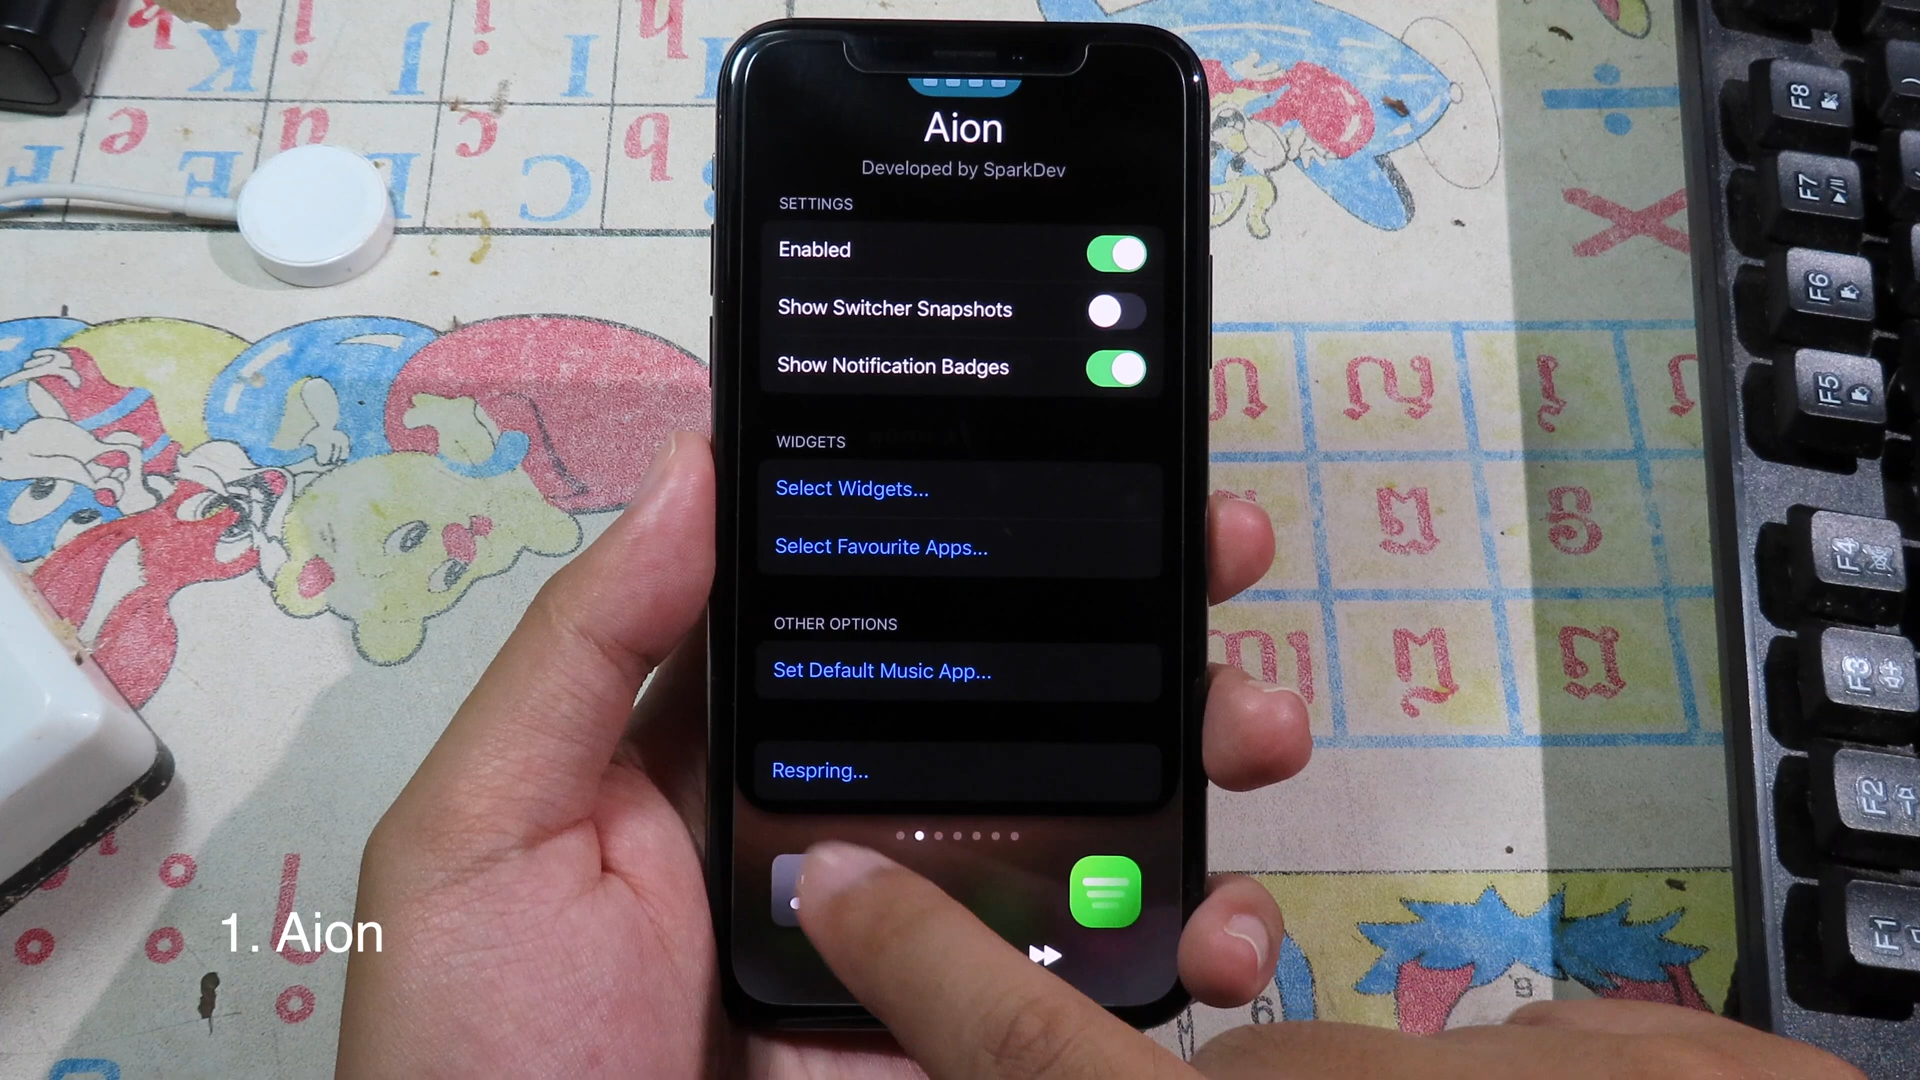 Aion
Developed by SparkDev
SETTINGS
Enabled
Show Switcher Snapshots
Show Notification Badges
WIDGETS
Select Widgets...
Select Favourite Apps...
OTHER OPTIONS
Set Default Music App...
Respring...
1. Aion
k K j J i I h
e E d c C b
F
ញ
F8
F7
F6
F5
F4
F3
F2
F1